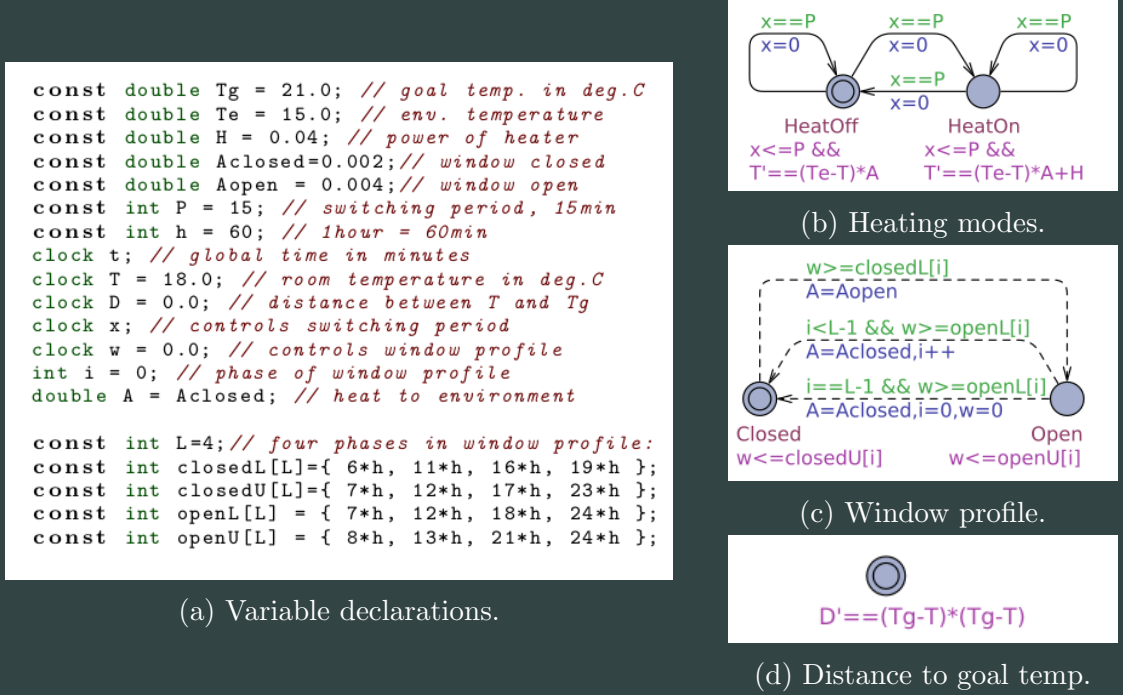 const double Tg = 21.0; // goal temp. in deg.C
const double Te = 15.0; // env. temperature
const double H = 0.04; // power of heater
const double Aclosed=0.002;// window closed
const double Aopen = 0.004;// window open
const int P = 15; // switching period, 15min
const int h = 60; // 1hour = 60min
clock t; // global time in minutes
clock T = 18.0; // room temperature in deg.C
clock D = 0.0; // distance between T and Tg
clock x; // controls switching period
clock w = 0.0; // controls window profile
int i = 0; // phase of window profile
double A = Aclosed; // heat to environment
const int L=4;// four phases in window profile:
const int closedL[L]={ 6*h, 11*h, 16*h, 19*h };
const int closedU[L]={ 7*h, 12*h, 17*h, 23*h };
const int openL[L] = { 7*h, 12*h, 18*h, 24*h };
const int openU[L] = { 8*h, 13*h, 21*h, 24*h };
(a) Variable declarations.
x==P x==P x==P
x=0 x=0 x=0
x==P
x=0
HeatOff HeatOn
x<=P && x<=P &&
T'==(Te-T)*A T'==(Te-T)*A+H
(b) Heating modes.
w>=closedL[i]
A=Aopen
i<L-1 && w>=openL[i]
A=Aclosed,i++
i==L-1 && w>=openL[i]
A=Aclosed,i=0,w=0
Closed Open
w<=closedU[i] w<=openU[i]
(c) Window profile.
D'==(Tg-T)*(Tg-T)
(d) Distance to goal temp.